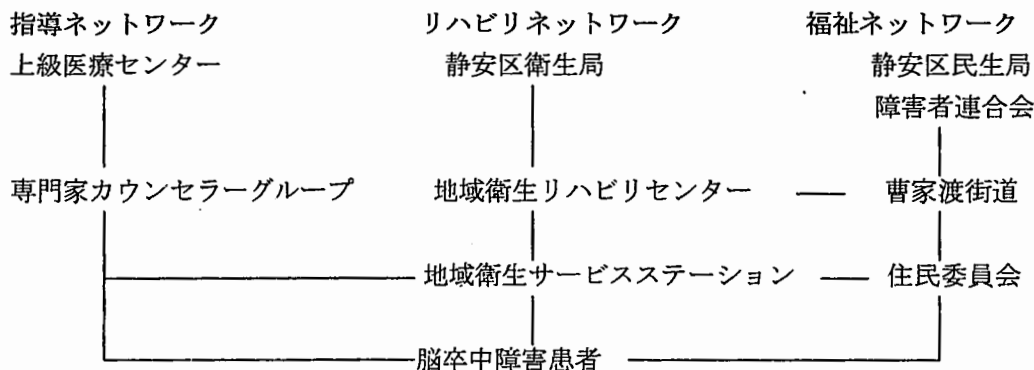 指導ネットワーク リハビリネットワーク 福祉ネットワーク
上級医療センター 静安区衛生局 静安区民生局
障害者連合会
専門家カウンセラーグループ 地域衛生リハビリセンター 曹家渡街道
地域衛生サービスステーション 住民委員会
脳卒中障害患者